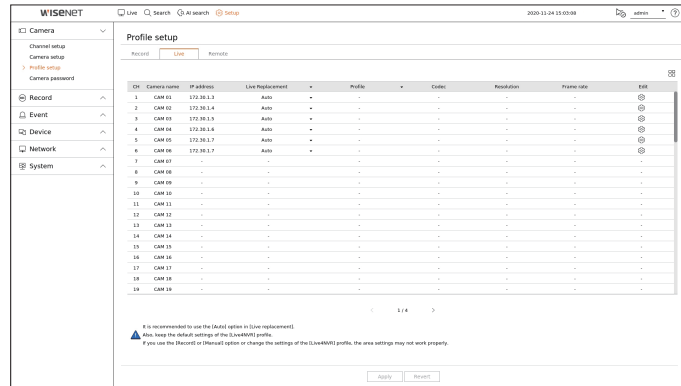 WISENET
Live Search AI search Setup 2020-11-24 15:03:08 admin
Camera
Channel setup
Camera setup
> Profile setup
Camera password
Record
Event
Device
Network
System
Profile setup
Record Live Remote
CH Camera name IP address Live Replacement Profile Codec Resolution Frame rate Edit
1 CAM 01 172.30.1.3 Auto - - - -
2 CAM 02 172.30.1.4 Auto - - - -
3 CAM 03 172.30.1.5 Auto - - - -
4 CAM 04 172.30.1.6 Auto - - - -
5 CAM 05 172.30.1.7 Auto - - - -
6 CAM 06 172.30.1.7 Auto - - - -
7 CAM 07 - - - - - - -
8 CAM 08 - - - - - - -
9 CAM 09 - - - - - - -
10 CAM 10 - - - - - - -
11 CAM 11 - - - - - - -
12 CAM 12 - - - - - - -
13 CAM 13 - - - - - - -
14 CAM 14 - - - - - - -
15 CAM 15 - - - - - - -
16 CAM 16 - - - - - - -
17 CAM 17 - - - - - - -
18 CAM 18 - - - - - - -
19 CAM 19 - - - - - - -
< 1 / 4 >
It is recommended to use the [Auto] option in [Live replacement].
Also, keep the default settings of the [Live4NVR] profile.
If you use the [Record] or [Manual] option or change the settings of the [Live4NVR] profile, the area settings may not work properly.
Apply Revert